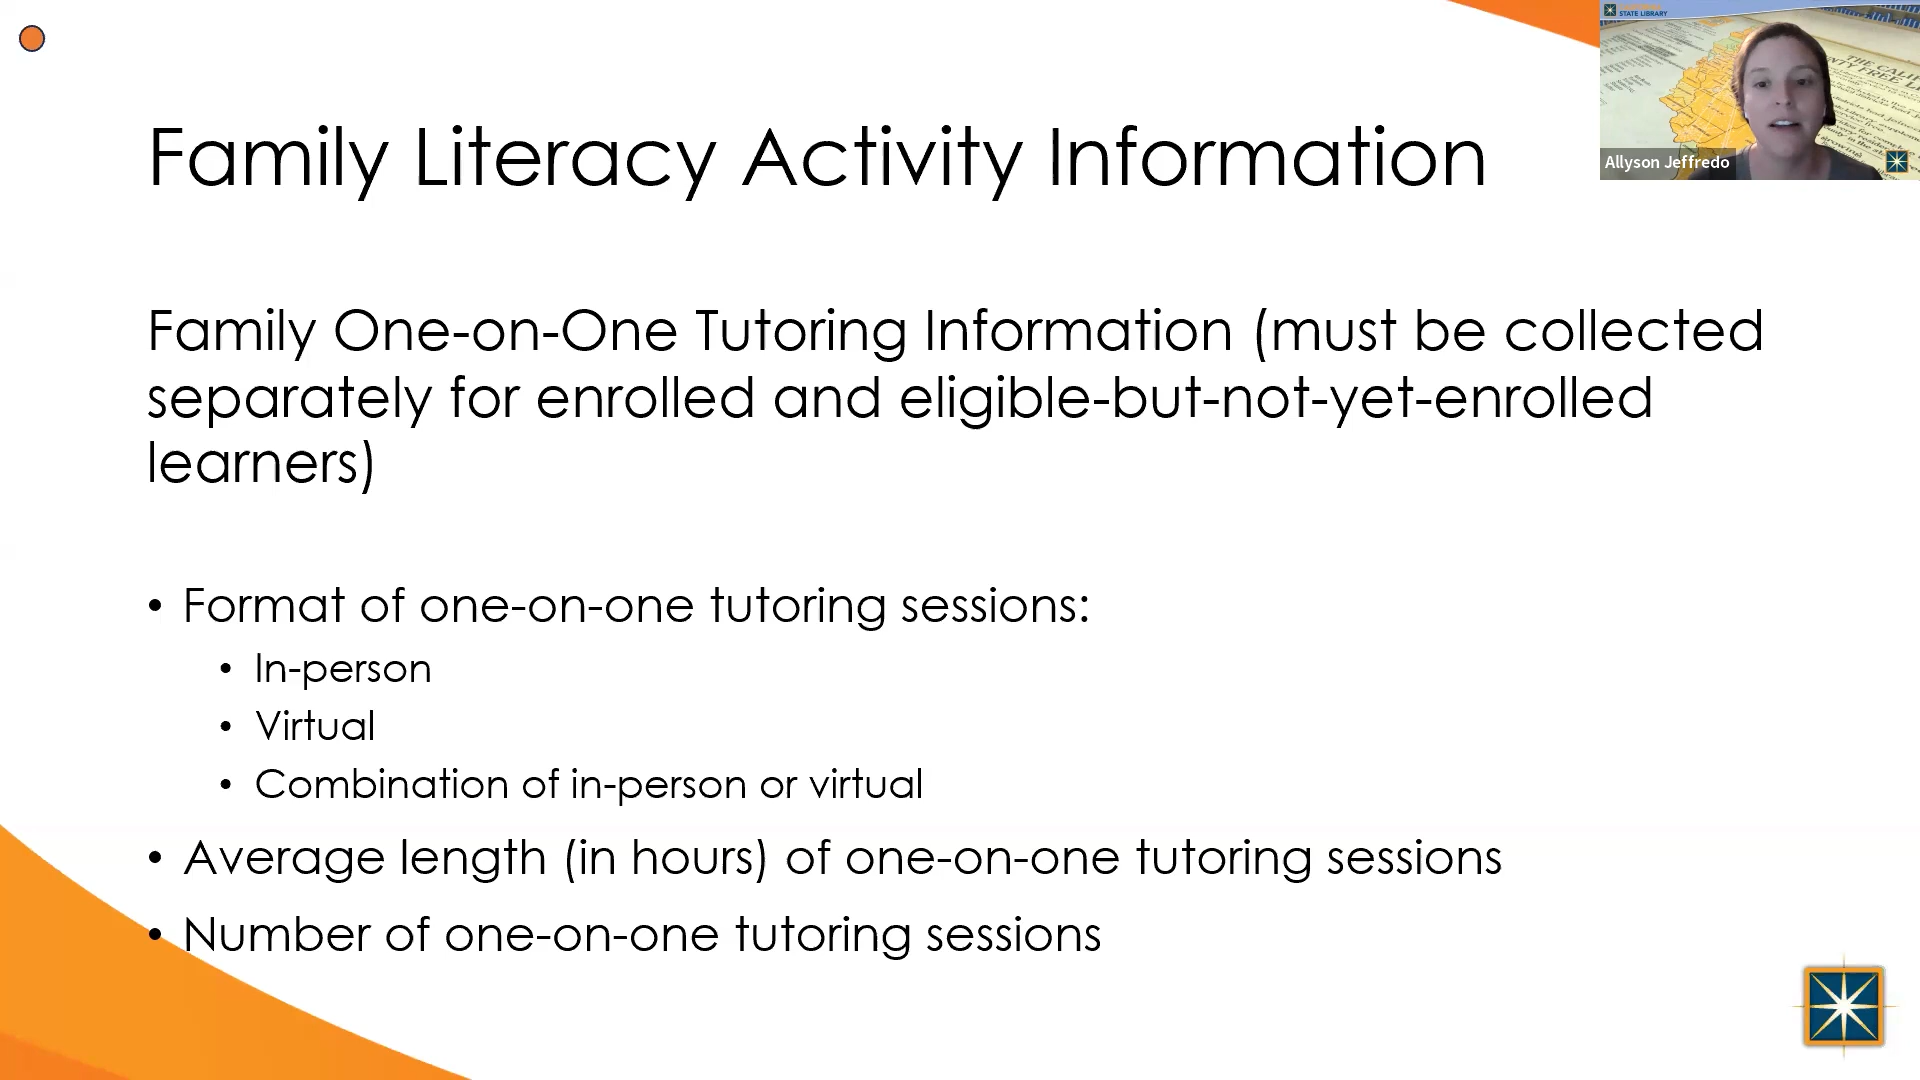 Family Literacy Activity Information
STATE LIBRARY
Allyson Jeffredo
Family One-on-One Tutoring Information (must be collected
separately for enrolled and eligible-but-not-yet-enrolled
learners)
• Format of one-on-one tutoring sessions:
• In-person
• Virtual
• Combination of in-person or virtual
• Average length (in hours) of one-on-one tutoring sessions
• Number of one-on-one tutoring sessions